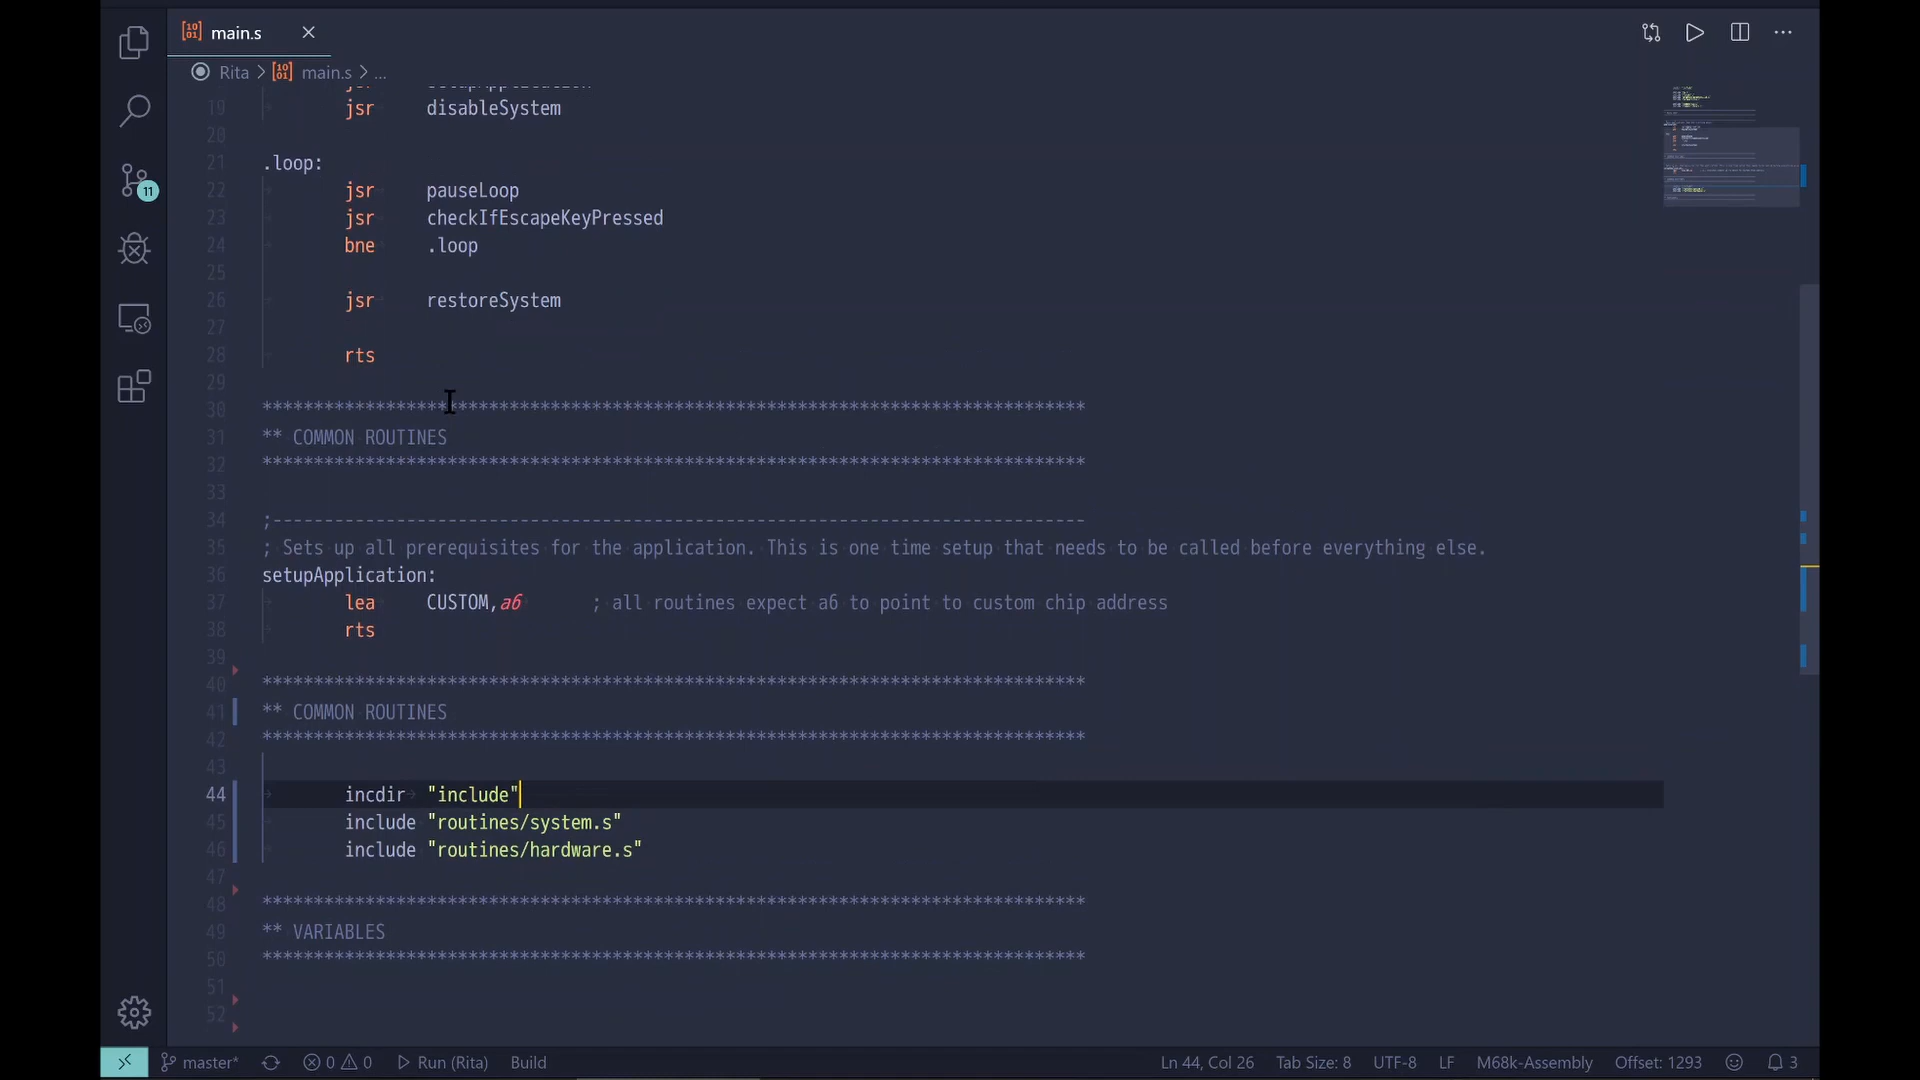 main.s
Rita > main.s > ...
19 jsr disableSystem
20
21 .loop:
22 jsr pauseLoop
23 jsr checkIfEscapeKeyPressed
24 bne .loop
25
26 jsr restoreSystem
27
28 rts
29
30 ********************************************************************************
31 ** COMMON ROUTINES
32 ********************************************************************************
33
34 ;-------------------------------------------------------------------------------
35 ; Sets up all prerequisites for the application. This is one time setup that needs to be called before everything else.
36 setupApplication:
37 lea CUSTOM,a6 ; all routines expect a6 to point to custom chip address
38 rts
39
40 ********************************************************************************
41 ** COMMON ROUTINES
42 ********************************************************************************
43
44 incdir "include"
45 include "routines/system.s"
46 include "routines/hardware.s"
47
48 ********************************************************************************
49 ** VARIABLES
50 ********************************************************************************
51
52
11
master* 0 0 Run (Rita) Build Ln 44, Col 26 Tab Size: 8 UTF-8 LF M68k-Assembly Offset: 1293 3